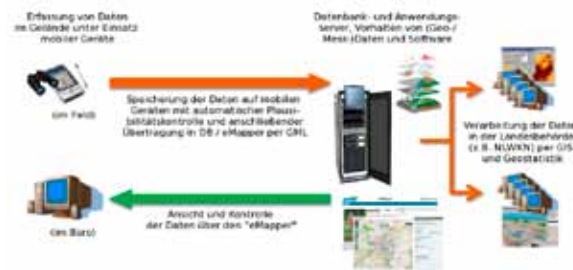 Erfassung von Daten
im Gelände unter Einsatz
mobiler Geräte
(im Feld)
Speicherung der Daten auf mobilen
Geräten mit automatischer Plausi-
bilitätskontrolle und anschließender
Übertragung in DB / eMapper per GML
Datenbank- und Anwendungs-
server, Vorhalten von (Geo-/
Mess-)Daten und Software
Verarbeitung der Daten
in der Landesbehörde
(z.B. NLWKN) per GIS
und Geostatistik
(im Büro)
Ansicht und Kontrolle
der Daten über den "eMapper"